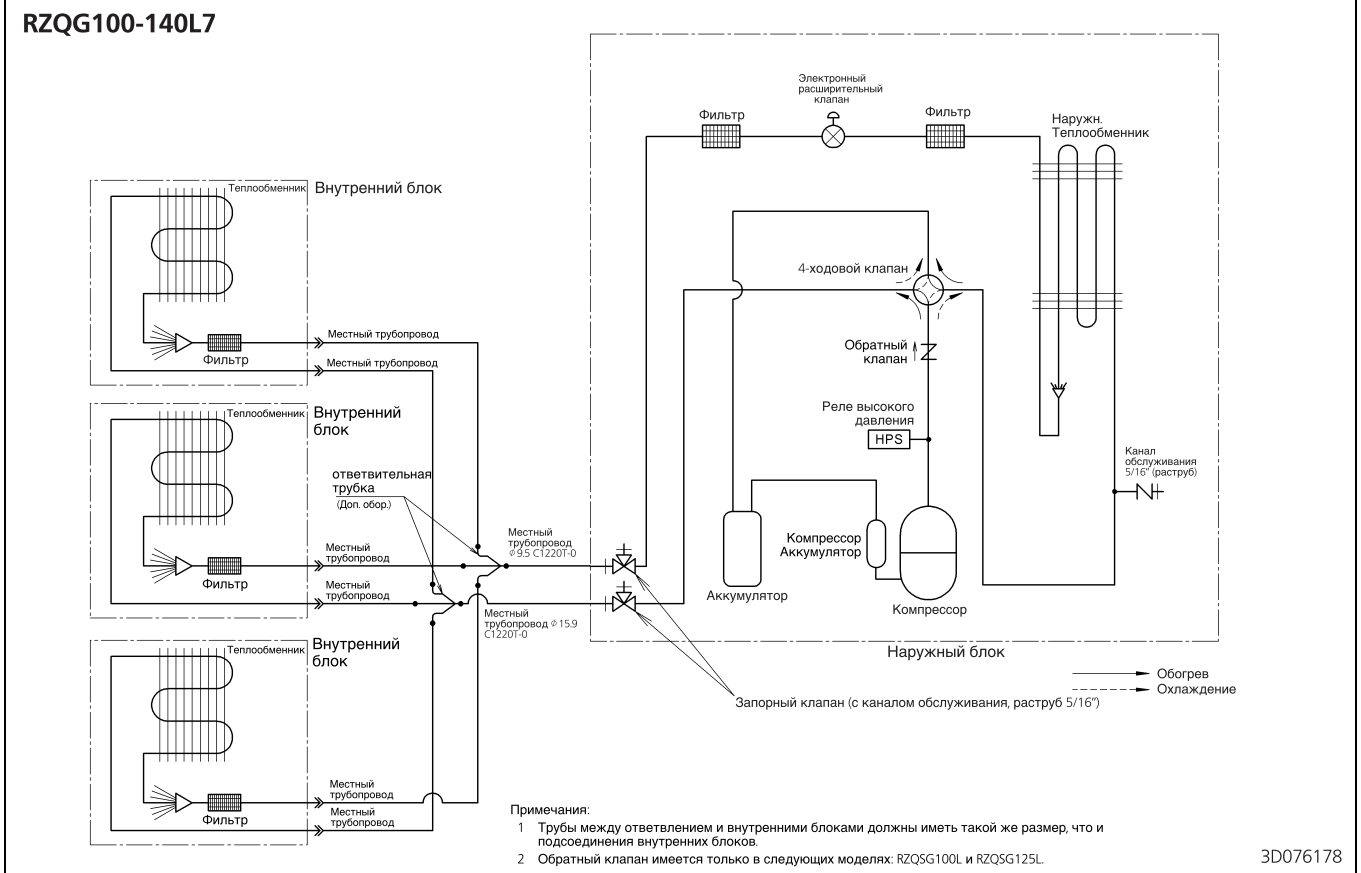 RZQG100-140L7
Электронный
расширительный
клапан
Фильтр
Фильтр
Наружн.
Теплообменник
Теплообменник
Внутренний блок
4-ходовой клапан
Местный трубопровод
Фильтр
Местный трубопровод
Обратный
клапан
Реле высокого
давления
HPS
Теплообменник
Внутренний
блок
ответвительная
трубка
(Доп. обор.)
Канал
обслуживания
5/16" (раструб)
Местный
трубопровод
Фильтр
Местный
трубопровод
Местный
трубопровод
φ 9.5 C1220T-0
Компрессор
Аккумулятор
Аккумулятор
Компрессор
Местный
трубопровод φ 15.9
C1220T-0
Теплообменник
Внутренний
блок
Наружный блок
Обогрев
Охлаждение
Запорный клапан (с каналом обслуживания, раструб 5/16")
Местный
трубопровод
Фильтр
Местный
трубопровод
Примечания:
1 Трубы между ответвлением и внутренними блоками должны иметь такой же размер, что и
подсоединения внутренних блоков.
2 Обратный клапан имеется только в следующих моделях: RZQSG100L и RZQSG125L.
3D076178